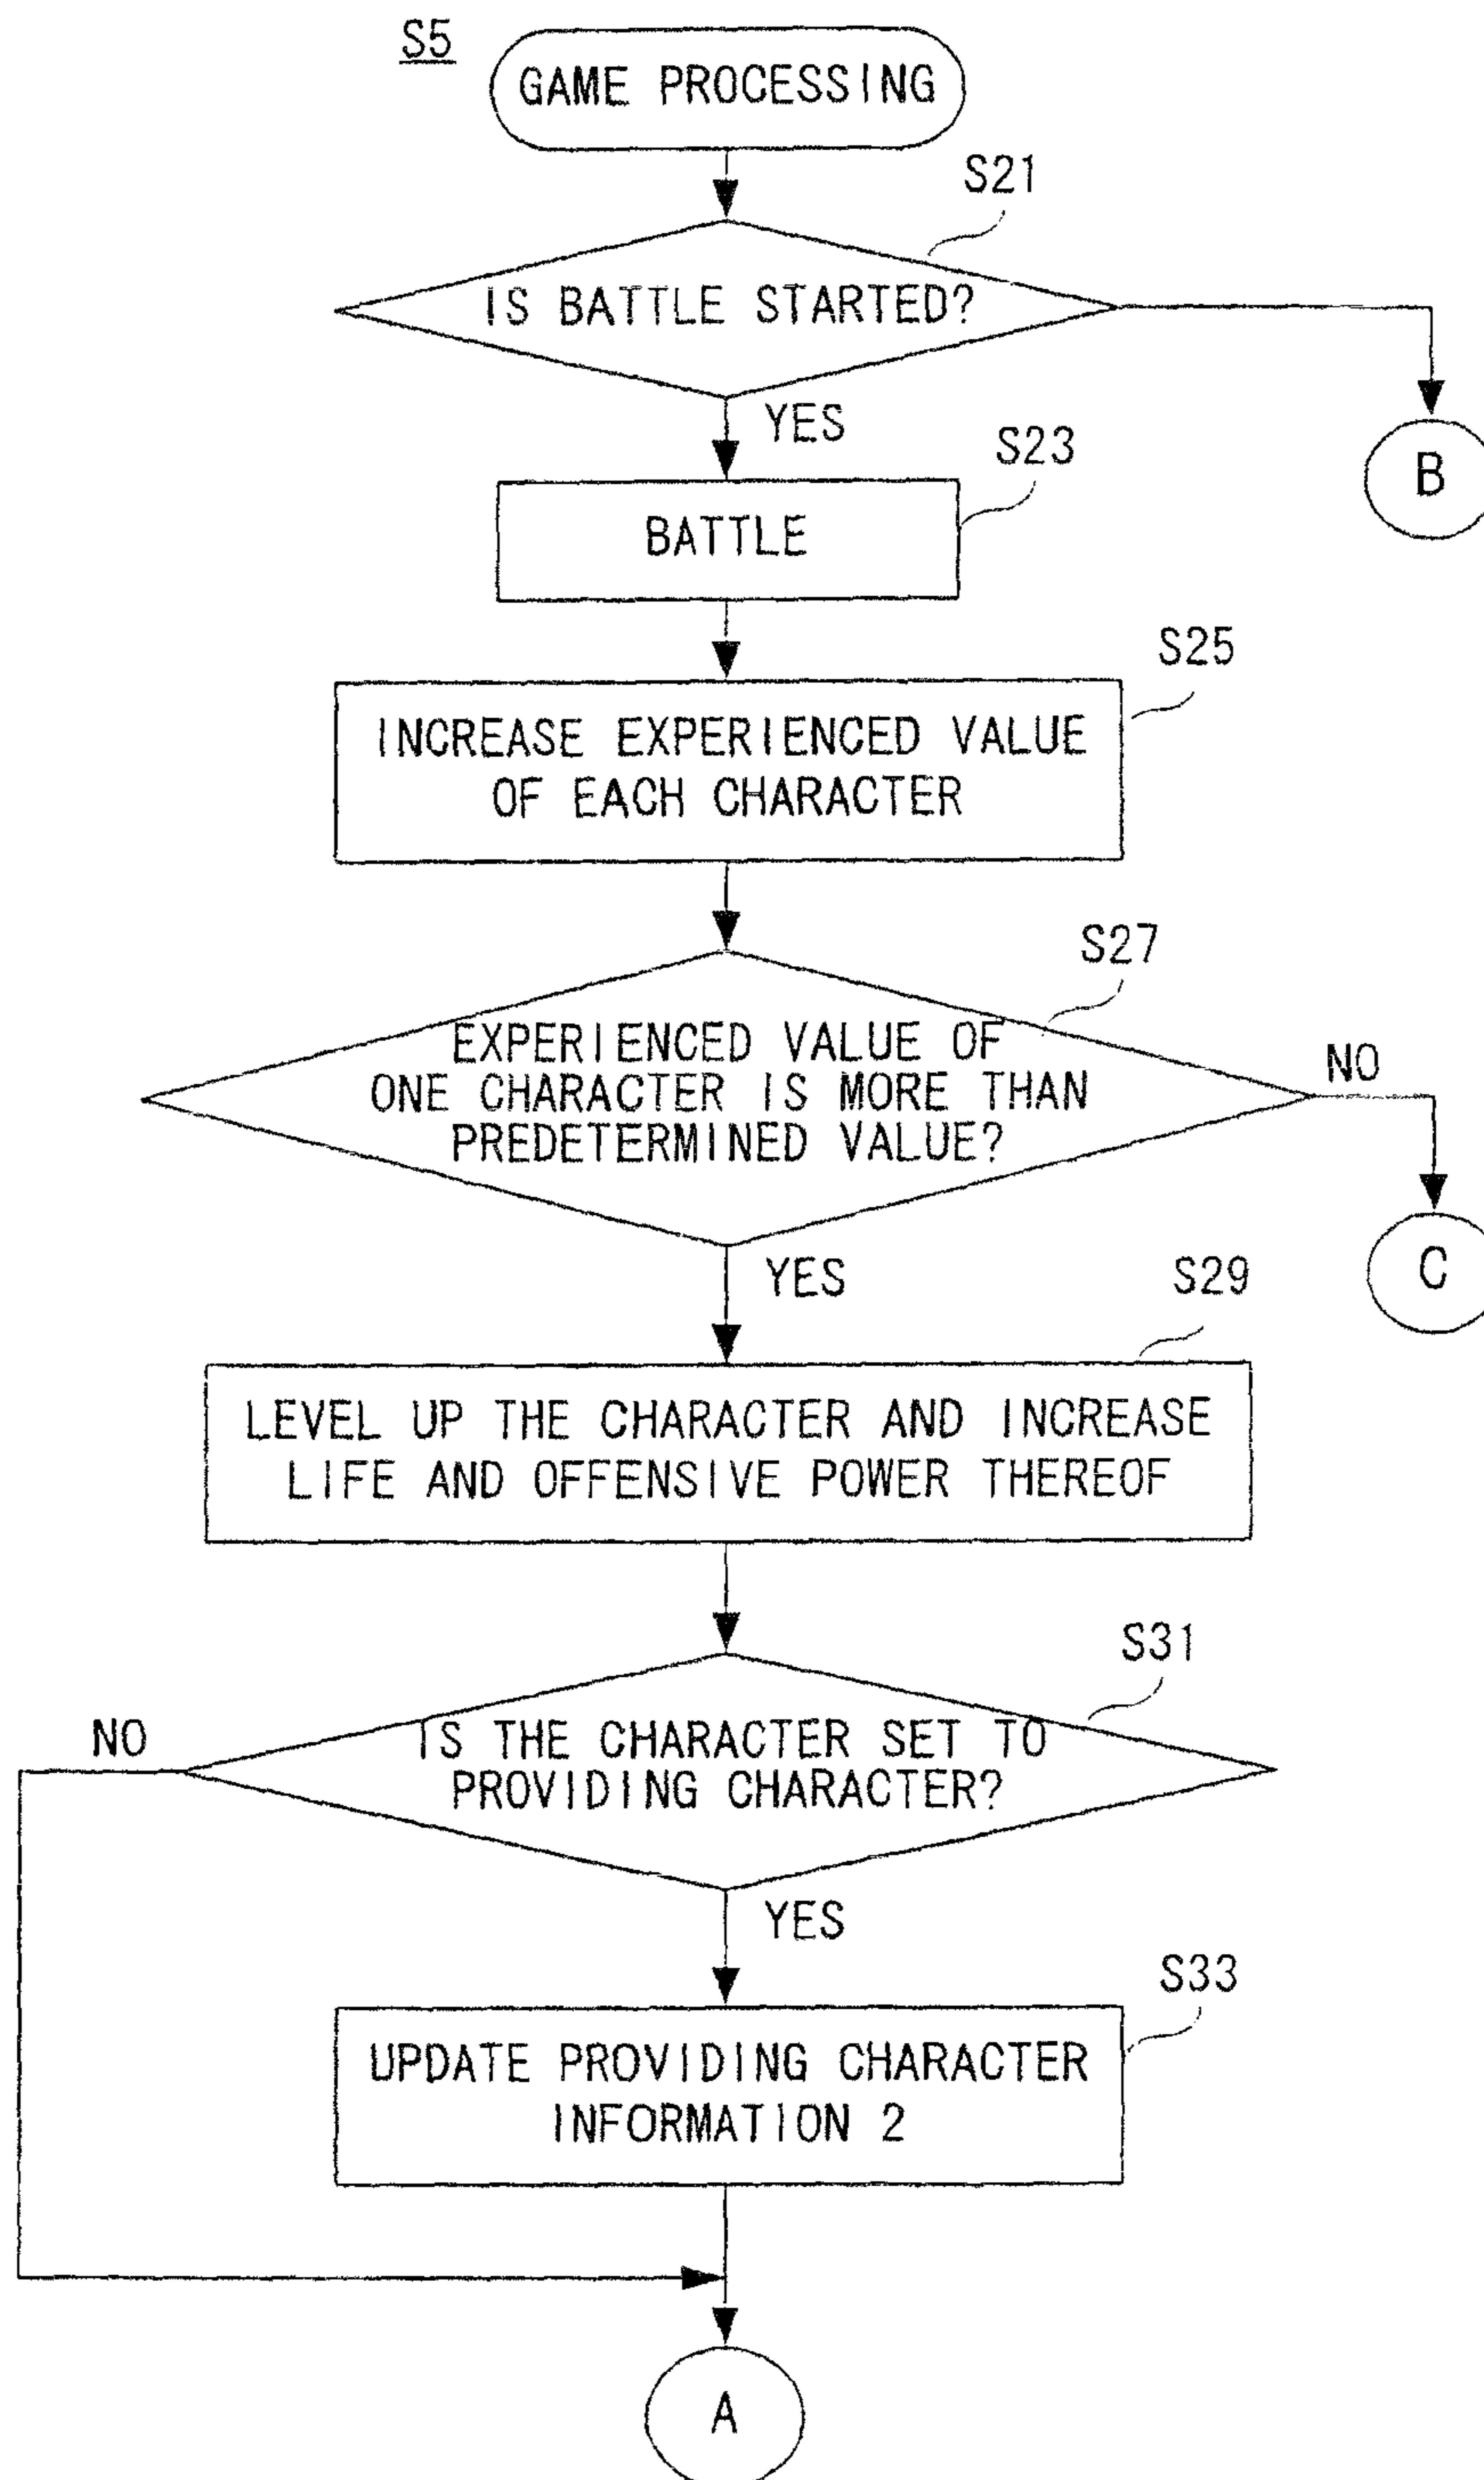 S5
GAME PROCESSING
S21
IS BATTLE STARTED?
YES
B
S23
BATTLE
S25
INCREASE EXPERIENCED VALUE
OF EACH CHARACTER
S27
EXPERIENCED VALUE OF
ONE CHARACTER IS MORE THAN
PREDETERMINED VALUE?
NO
C
YES
S29
LEVEL UP THE CHARACTER AND INCREASE
LIFE AND OFFENSIVE POWER THEREOF
S31
NO
IS THE CHARACTER SET TO
PROVIDING CHARACTER?
YES
S33
UPDATE PROVIDING CHARACTER
INFORMATION 2
A